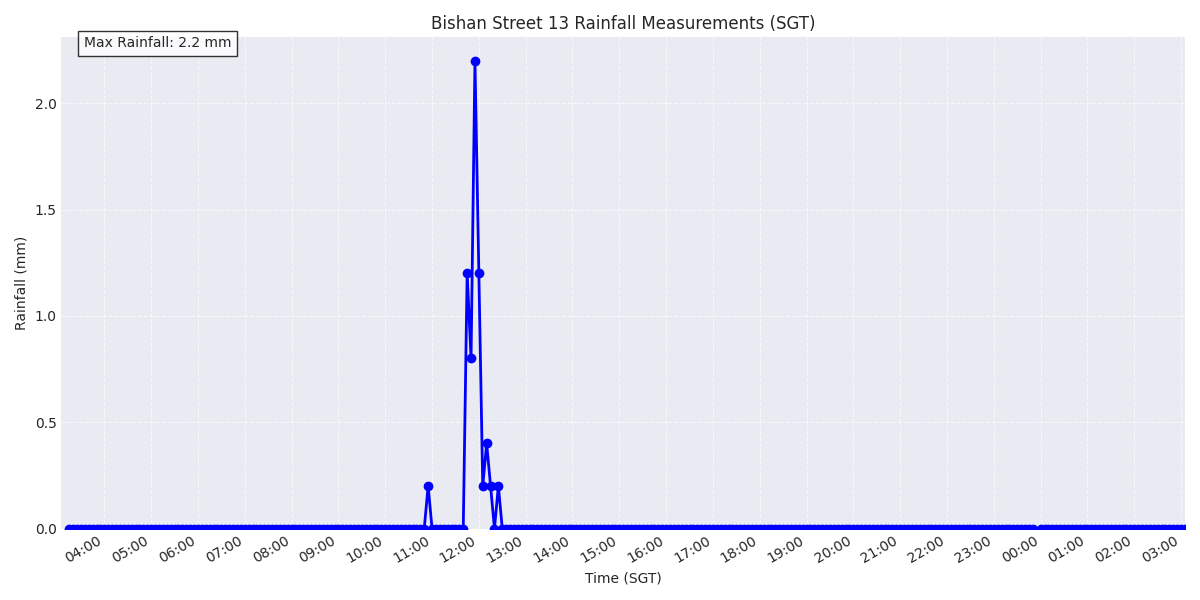 Bishan Street 13 Rainfall Measurements (SGT)
Max Rainfall: 2.2 mm
Rainfall (mm)
2.0
1.5
1.0
0.5
0.0
04:00 05:00 06:00 07:00 08:00 09:00 10:00 11:00 12:00 13:00 14:00 15:00 16:00 17:00 18:00 19:00 20:00 21:00 22:00 23:00 00:00 01:00 02:00 03:00
Time (SGT)